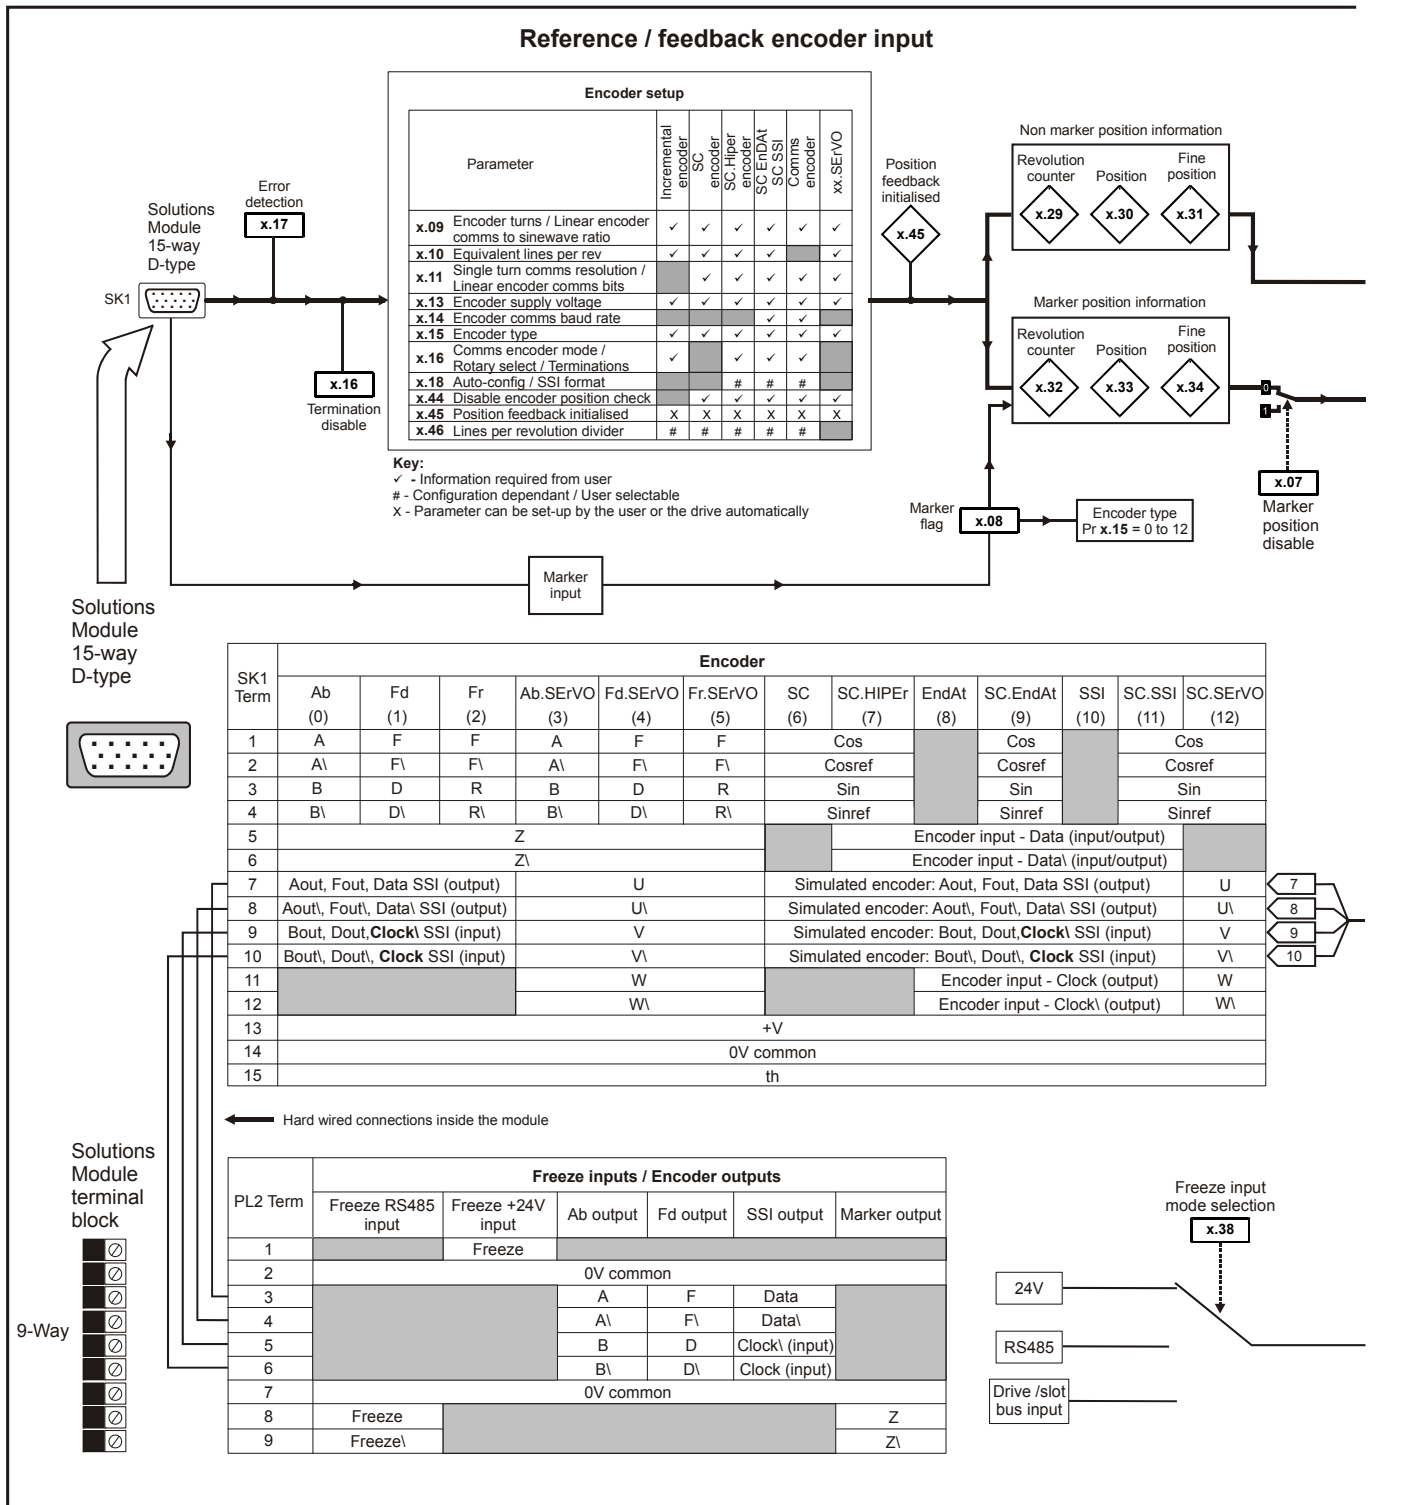 Reference / feedback encoder input
Encoder setup
Parameter
Incremental encoder
SC encoder
SC.Hiper encoder
SC EnDAt
SC SSI
Comms encoder
xx.SErVO
x.09 Encoder turns / Linear encoder comms to sinewave ratio ✓ ✓ ✓ ✓ ✓ ✓
x.10 Equivalent lines per rev ✓ ✓ ✓ ✓ ✓
x.11 Single turn comms resolution / Linear encoder comms bits ✓ ✓ ✓ ✓ ✓
x.13 Encoder supply voltage ✓ ✓ ✓ ✓ ✓ ✓
x.14 Encoder comms baud rate ✓ ✓
x.15 Encoder type ✓ ✓ ✓ ✓ ✓ ✓
x.16 Comms encoder mode / Rotary select / Terminations ✓ ✓ ✓ ✓
x.18 Auto-config / SSI format # # #
x.44 Disable encoder position check ✓ ✓ ✓ ✓ ✓
x.45 Position feedback initialised X X X X X X
x.46 Lines per revolution divider # # # # #
Key:
✓ - Information required from user
# - Configuration dependant / User selectable
X - Parameter can be set-up by the user or the drive automatically
Solutions
Module
15-way
D-type
SK1
Error
detection
x.17
x.16
Termination
disable
Position
feedback
initialised
x.45
Non marker position information
Revolution
counter
Position
Fine
position
x.29
x.30
x.31
Marker position information
Revolution
counter
Position
Fine
position
x.32
x.33
x.34
0
1
x.07
Marker
position
disable
Marker
flag
x.08
Encoder type
Pr x.15 = 0 to 12
Marker
input
Solutions
Module
15-way
D-type
SK1
Term
Encoder
Ab (0)
Fd (1)
Fr (2)
Ab.SErVO (3)
Fd.SErVO (4)
Fr.SErVO (5)
SC (6)
SC.HIPEr (7)
EndAt (8)
SC.EndAt (9)
SSI (10)
SC.SSI (11)
SC.SErVO (12)
1 A F F A F F Cos Cos Cos
2 A\ F\ F\ A\ F\ F\ Cosref Cosref Cosref
3 B D R B D R Sin Sin Sin
4 B\ D\ R\ B\ D\ R\ Sinref Sinref Sinref
5 Z Encoder input - Data (input/output)
6 Z\ Encoder input - Data\ (input/output)
7 Aout, Fout, Data SSI (output) U Simulated encoder: Aout, Fout, Data SSI (output) U 7
8 Aout\, Fout\, Data\ SSI (output) U\ Simulated encoder: Aout\, Fout\, Data\ SSI (output) U\ 8
9 Bout, Dout,Clock\ SSI (input) V Simulated encoder: Bout, Dout,Clock\ SSI (input) V 9
10 Bout\, Dout\, Clock SSI (input) V\ Simulated encoder: Bout\, Dout\, Clock SSI (input) V\ 10
11 W Encoder input - Clock (output) W
12 W\ Encoder input - Clock\ (output) W\
13 +V
14 0V common
15 th
Hard wired connections inside the module
Solutions
Module
terminal
block
9-Way
PL2 Term
Freeze inputs / Encoder outputs
Freeze RS485 input
Freeze +24V input
Ab output
Fd output
SSI output
Marker output
1 Freeze
2 0V common
3 A F Data
4 A\ F\ Data\
5 B D Clock\ (input)
6 B\ D\ Clock (input)
7 0V common
8 Freeze Z
9 Freeze\ Z\
Freeze input
mode selection
x.38
24V
RS485
Drive /slot
bus input